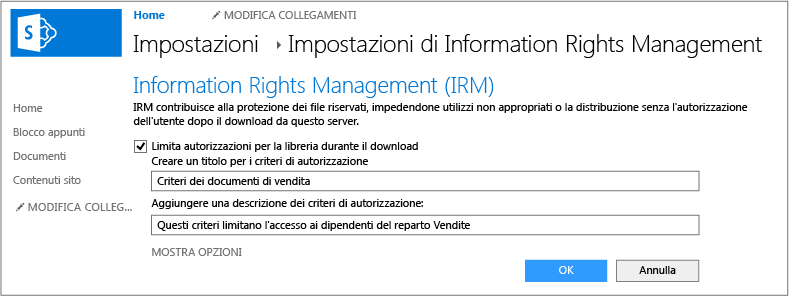 S
Home MODIFICA COLLEGAMENTI
Impostazioni Impostazioni di Information Rights Management
Home
Blocco appunti
Documenti
Contenuti sito
MODIFICA COLLEG...
Information Rights Management (IRM)
IRM contribuisce alla protezione dei file riservati, impedendone utilizzi non appropriati o la distribuzione senza l'autorizzazione
dell'utente dopo il download da questo server.
Limita autorizzazioni per la libreria durante il download
Creare un titolo per i criteri di autorizzazione
Criteri dei documenti di vendita
Aggiungere una descrizione dei criteri di autorizzazione:
Questi criteri limitano l'accesso ai dipendenti del reparto Vendite
MOSTRA OPZIONI
OK Annulla